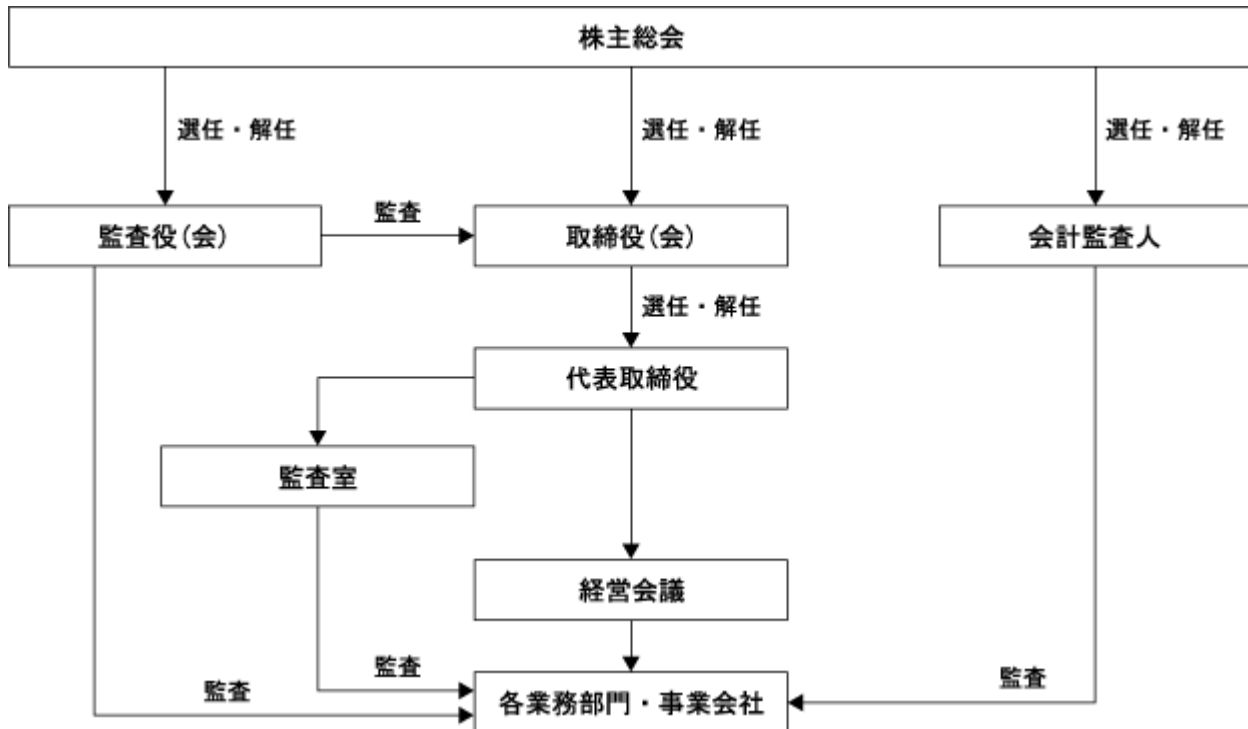 株主総会
選任・解任
選任・解任
選任・解任
監査役(会)
監査
取締役(会)
会計監査人
選任・解任
代表取締役
監査室
経営会議
監査
監査
監査
各業務部門・事業会社